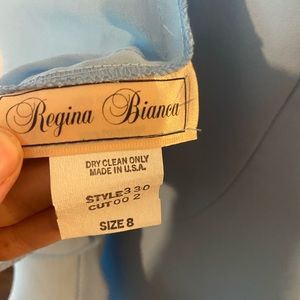 Regina Bianca
DRY CLEAN ONLY
MADE IN U.S.A.
STYLE 330
CUT 00 2
SIZE 8